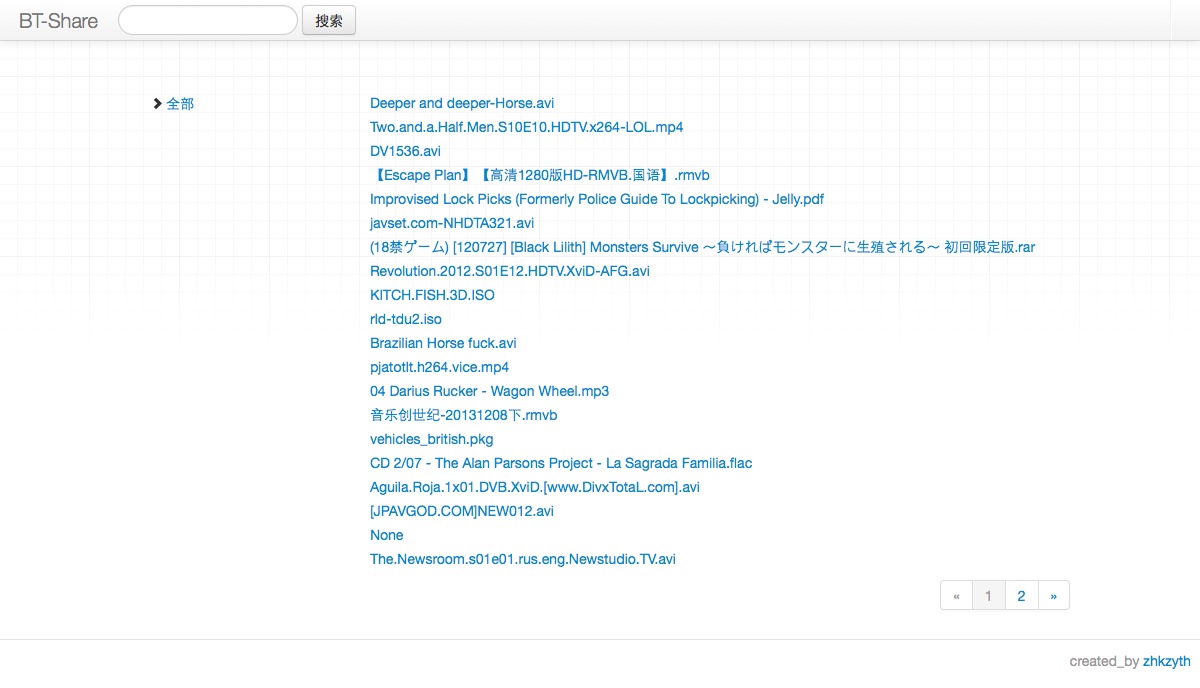 BT-Share 搜索
全部
Deeper and deeper-Horse.avi
Two.and.a.Half.Men.S10E10.HDTV.x264-LOL.mp4
DV1536.avi
【Escape Plan】【高清1280版HD-RMVB.国语】.rmvb
Improvised Lock Picks (Formerly Police Guide To Lockpicking) - Jelly.pdf
javset.com-NHDTA321.avi
(18禁ゲーム) [120727] [Black Lilith] Monsters Survive ～負ければモンスターに生殖される～ 初回限定版.rar
Revolution.2012.S01E12.HDTV.XviD-AFG.avi
KITCH.FISH.3D.ISO
rld-tdu2.iso
Brazilian Horse fuck.avi
pjatotlt.h264.vice.mp4
04 Darius Rucker - Wagon Wheel.mp3
音乐创世纪-20131208下.rmvb
vehicles_british.pkg
CD 2/07 - The Alan Parsons Project - La Sagrada Familia.flac
Aguila.Roja.1x01.DVB.XviD.[www.DivxTotaL.com].avi
[JPAVGOD.COM]NEW012.avi
None
The.Newsroom.s01e01.rus.eng.Newstudio.TV.avi
« 1 2 »
created_by zhkzyth